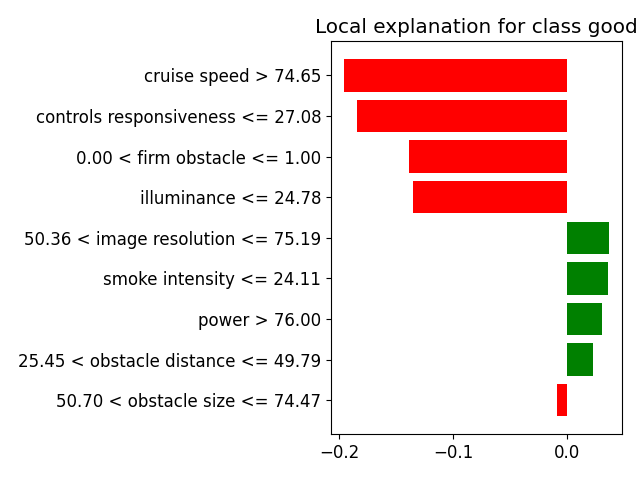 Local explanation for class good
cruise speed > 74.65
controls responsiveness <= 27.08
0.00 < firm obstacle <= 1.00
illuminance <= 24.78
50.36 < image resolution <= 75.19
smoke intensity <= 24.11
power > 76.00
25.45 < obstacle distance <= 49.79
50.70 < obstacle size <= 74.47
−0.2 −0.1 0.0